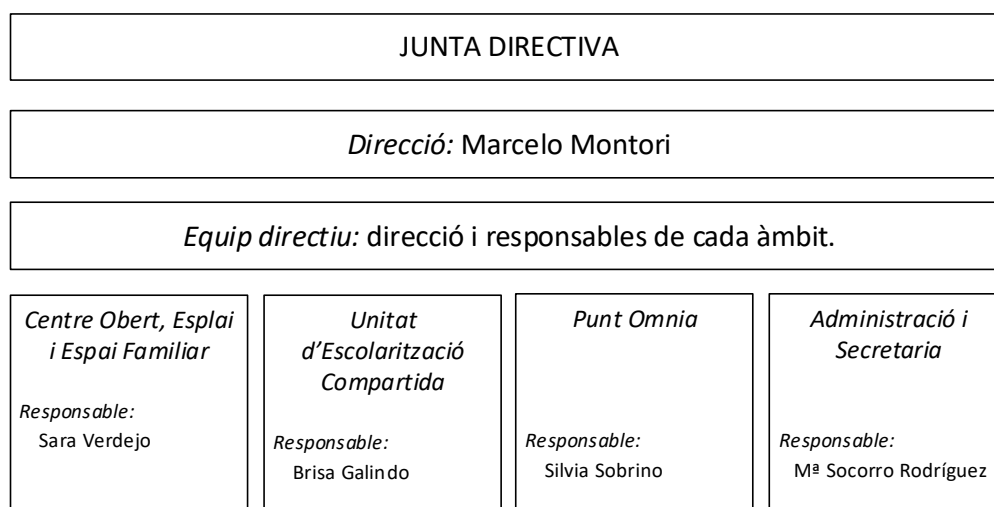 JUNTA DIRECTIVA
Direcció: Marcelo Montori
Equip directiu: direcció i responsables de cada àmbit.
Centre Obert, Esplai
i Espai Familiar
Responsable:
Sara Verdejo
Unitat
d’Escolarització
Compartida
Responsable:
Brisa Galindo
Punt Omnia
Responsable:
Silvia Sobrino
Administració i
Secretaria
Responsable:
Mª Socorro Rodríguez